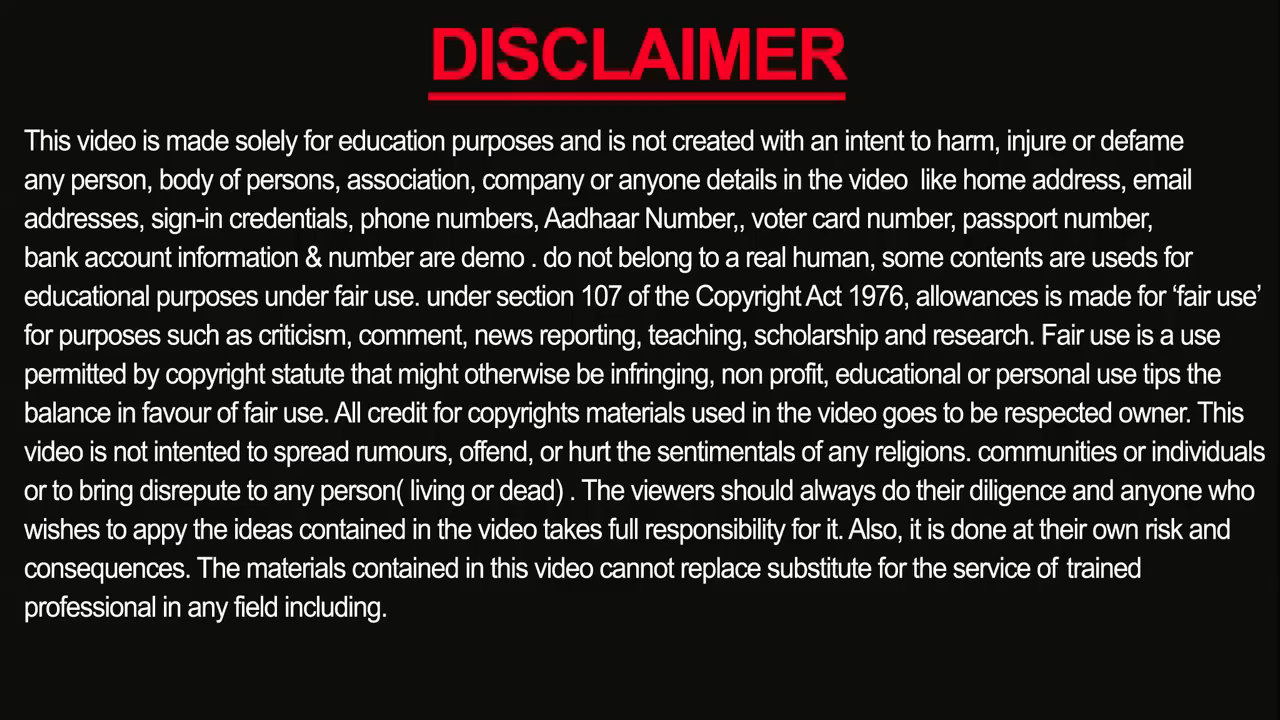 DISCLAIMER
This video is made solely for education purposes and is not created with an intent to harm, injure or defame
any person, body of persons, association, company or anyone details in the video  like home address, email
addresses, sign-in credentials, phone numbers, Aadhaar Number,, voter card number, passport number,
bank account information & number are demo . do not belong to a real human, some contents are useds for
educational purposes under fair use. under section 107 of the Copyright Act 1976, allowances is made for ‘fair use’
for purposes such as criticism, comment, news reporting, teaching, scholarship and research. Fair use is a use
permitted by copyright statute that might otherwise be infringing, non profit, educational or personal use tips the
balance in favour of fair use. All credit for copyrights materials used in the video goes to be respected owner. This
video is not intented to spread rumours, offend, or hurt the sentimentals of any religions. communities or individuals
or to bring disrepute to any person( living or dead) . The viewers should always do their diligence and anyone who
wishes to appy the ideas contained in the video takes full responsibility for it. Also, it is done at their own risk and
consequences. The materials contained in this video cannot replace substitute for the service of trained
professional in any field including.